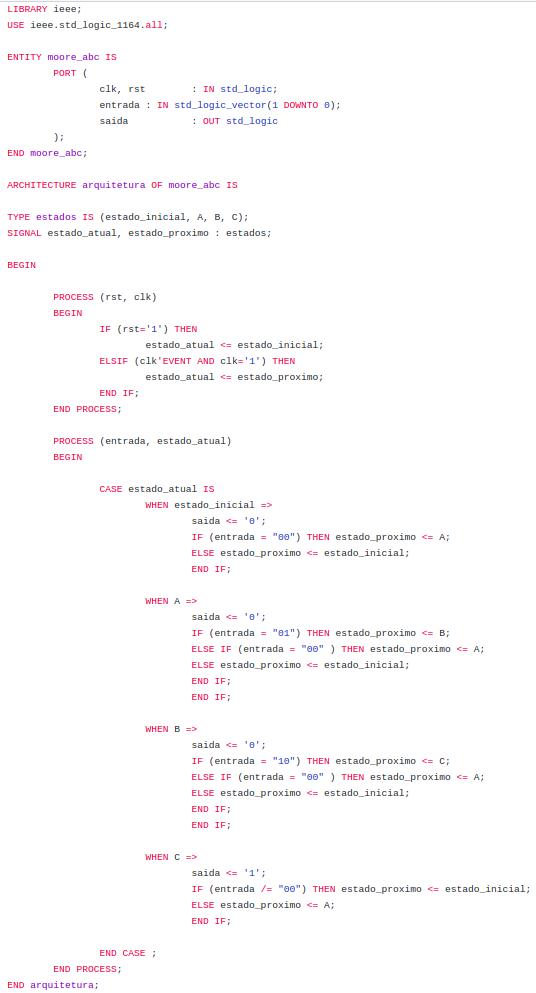 LIBRARY ieee;
USE ieee.std_logic_1164.all;
ENTITY moore_abc IS
PORT (
clk, rst : IN std_logic;
entrada : IN std_logic_vector(1 DOWNTO 0);
saida : OUT std_logic
);
END moore_abc;
ARCHITECTURE arquitetura OF moore_abc IS
TYPE estados IS (estado_inicial, A, B, C);
SIGNAL estado_atual, estado_proximo : estados;
BEGIN
PROCESS (rst, clk)
BEGIN
IF (rst='1') THEN
estado_atual <= estado_inicial;
ELSIF (clk'EVENT AND clk='1') THEN
estado_atual <= estado_proximo;
END IF;
END PROCESS;
PROCESS (entrada, estado_atual)
BEGIN
CASE estado_atual IS
WHEN estado_inicial =>
saida <= '0';
IF (entrada = "00") THEN estado_proximo <= A;
ELSE estado_proximo <= estado_inicial;
END IF;
WHEN A =>
saida <= '0';
IF (entrada = "01") THEN estado_proximo <= B;
ELSE IF (entrada = "00" ) THEN estado_proximo <= A;
ELSE estado_proximo <= estado_inicial;
END IF;
END IF;
WHEN B =>
saida <= '0';
IF (entrada = "10") THEN estado_proximo <= C;
ELSE IF (entrada = "00" ) THEN estado_proximo <= A;
ELSE estado_proximo <= estado_inicial;
END IF;
END IF;
WHEN C =>
saida <= '1';
IF (entrada /= "00") THEN estado_proximo <= estado_inicial;
ELSE estado_proximo <= A;
END IF;
END CASE ;
END PROCESS;
END arquitetura;